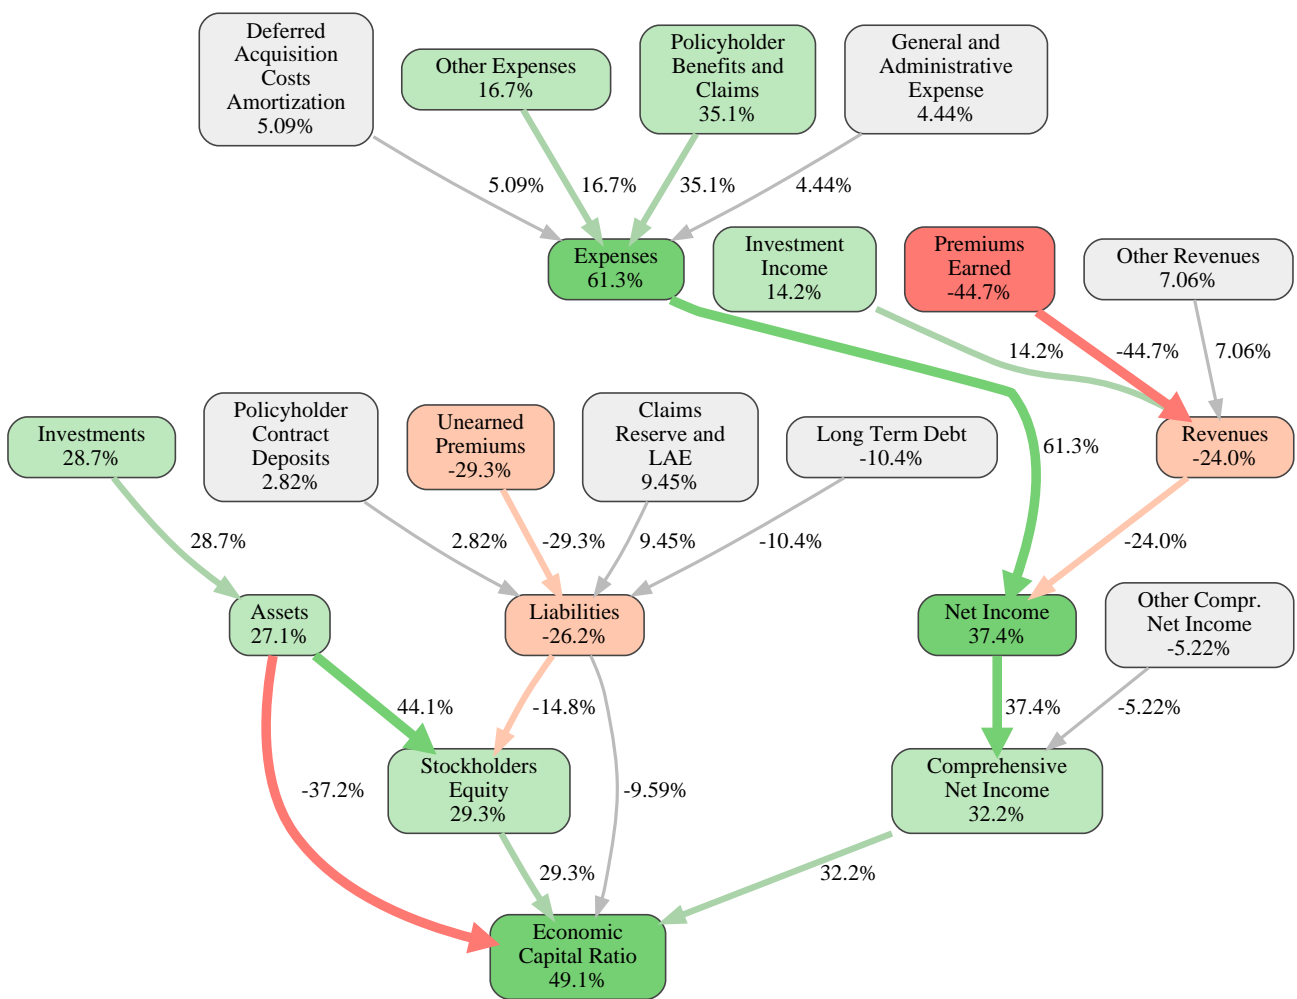 Deferred
Acquisition
Costs
Amortization
5.09%
Other Expenses
16.7%
Policyholder
Benefits and
Claims
35.1%
General and
Administrative
Expense
4.44%
5.09%
16.7%
35.1%
4.44%
Expenses
61.3%
Investment
Income
14.2%
Premiums
Earned
-44.7%
Other Revenues
7.06%
14.2%
-44.7%
7.06%
Investments
28.7%
Policyholder
Contract
Deposits
2.82%
Unearned
Premiums
-29.3%
Claims
Reserve and
LAE
9.45%
Long Term Debt
-10.4%
61.3%
Revenues
-24.0%
28.7%
2.82%
-29.3%
9.45%
-10.4%
-24.0%
Assets
27.1%
Liabilities
-26.2%
Net Income
37.4%
Other Compr.
Net Income
-5.22%
44.1%
-14.8%
37.4%
-5.22%
Stockholders
Equity
29.3%
Comprehensive
Net Income
32.2%
-37.2%
-9.59%
29.3%
32.2%
Economic
Capital Ratio
49.1%